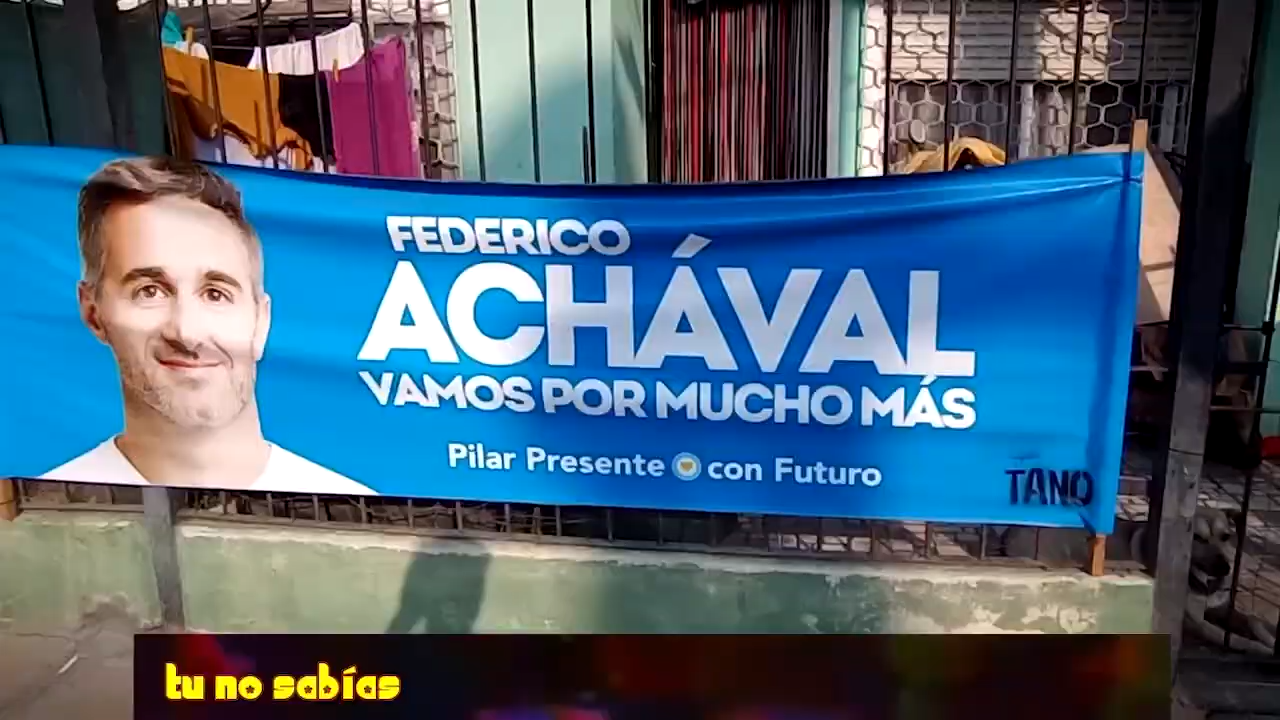 FEDERICO
ACHÁVAL
VAMOS POR MUCHO MÁS
Pilar Presente con Futuro
TANO
tu no sabías